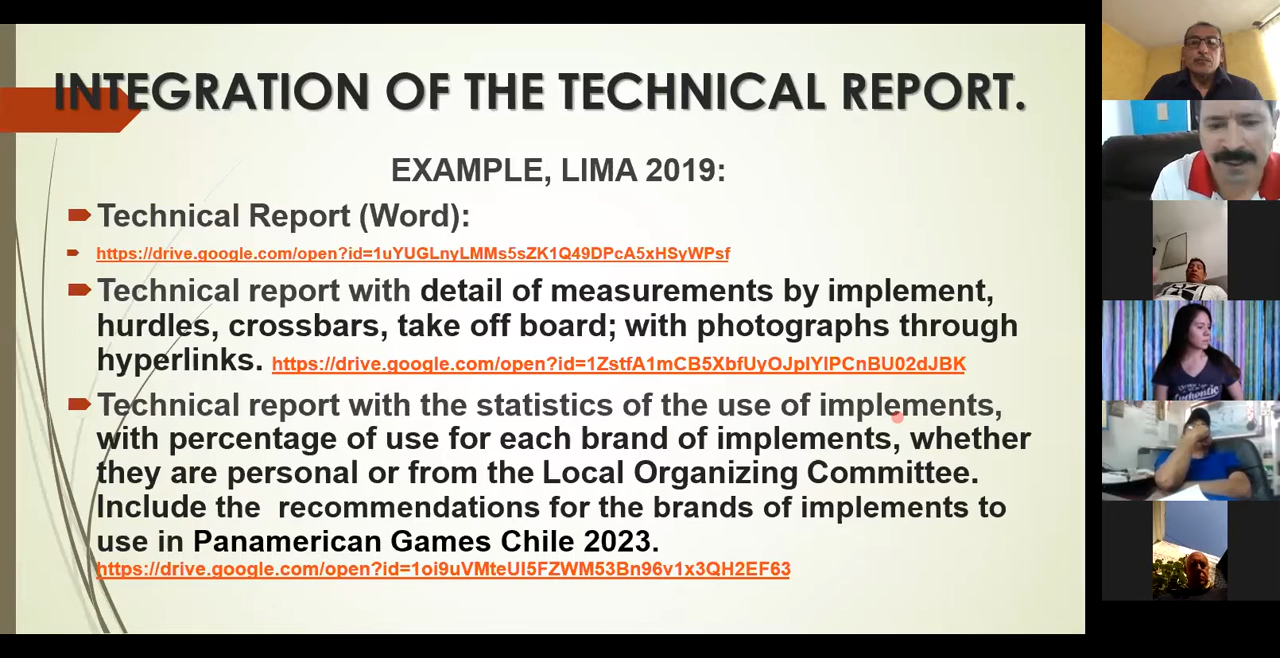 INTEGRATION OF THE TECHNICAL REPORT.
EXAMPLE, LIMA 2019:
Technical Report (Word):
https://drive.google.com/open?id=1uYUGLnyLMMs5sZK1Q49DPcA5xHSyWPsf
Technical report with detail of measurements by implement,
hurdles, crossbars, take off board; with photographs through
hyperlinks. https://drive.google.com/open?id=1ZstfA1mCB5XbfUyOJpIYlPCnBU02dJBK
Technical report with the statistics of the use of implements,
with percentage of use for each brand of implements, whether
they are personal or from the Local Organizing Committee.
Include the recommendations for the brands of implements to
use in Panamerican Games Chile 2023.
https://drive.google.com/open?id=1oi9uVMteUI5FZWM53Bn96v1x3QH2EF63
Authentic